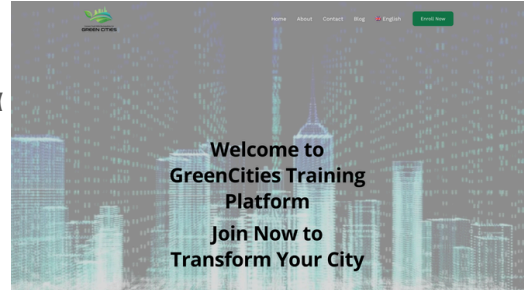 GREEN CITIES
Home About Contact Blog English Enroll Now
Welcome to
GreenCities Training
Platform
Join Now to
Transform Your City